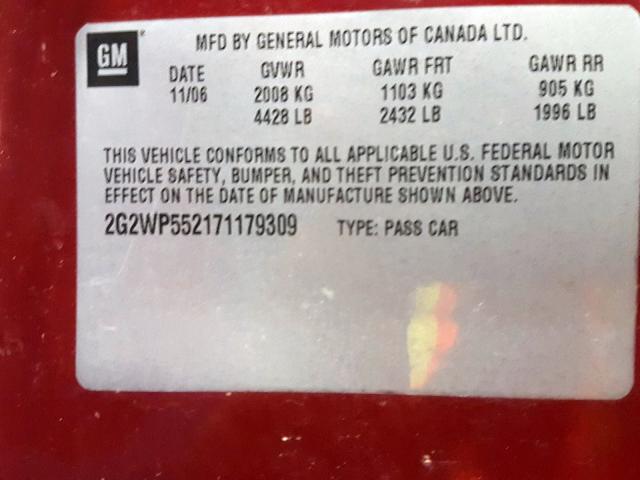 GM
MFD BY GENERAL MOTORS OF CANADA LTD.
DATE GVWR GAWR FRT GAWR RR
11/06 2008 KG 1103 KG 905 KG
4428 LB 2432 LB 1996 LB
THIS VEHICLE CONFORMS TO ALL APPLICABLE U.S. FEDERAL MOTOR
VEHICLE SAFETY, BUMPER, AND THEFT PREVENTION STANDARDS IN
EFFECT ON THE DATE OF MANUFACTURE SHOWN ABOVE.
2G2WP552171179309 TYPE: PASS CAR